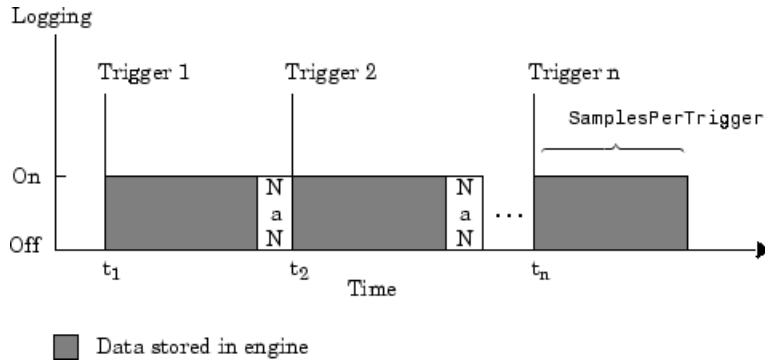 Logging
Trigger 1
Trigger 2
Trigger n
SamplesPerTrigger
On
N
a
N
N
a
N
...
Off
t1
t2
tn
Time
Data stored in engine